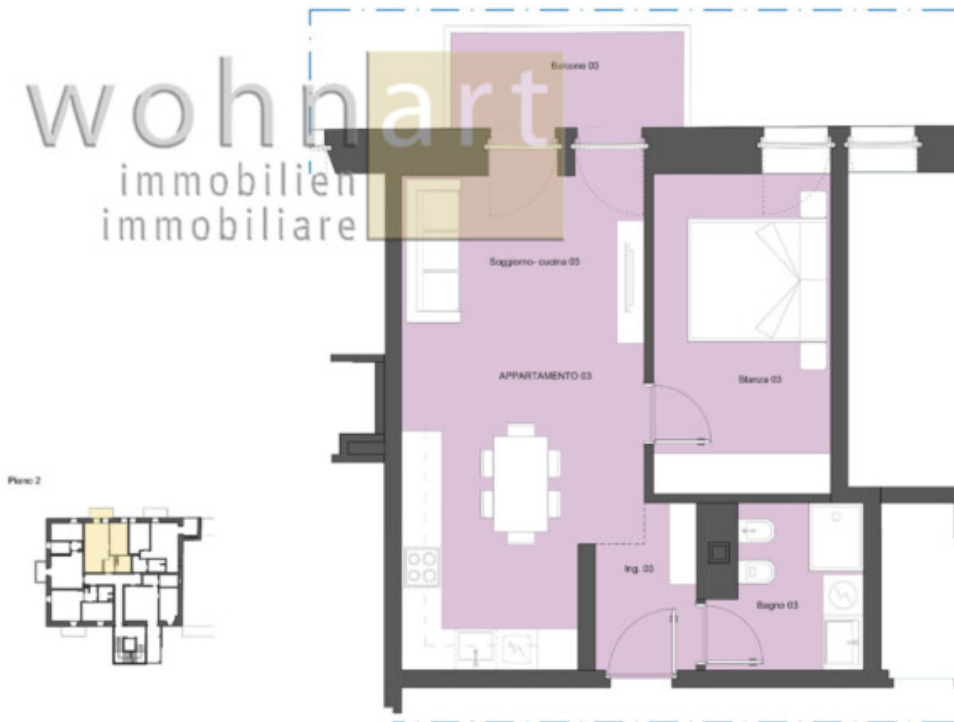 wohnart
immobilien
immobiliare
Balcone 03
Soggiorno- cucina 03
APPARTAMENTO 03
Stanza 03
Piano 2
Ing. 03
Bagno 03